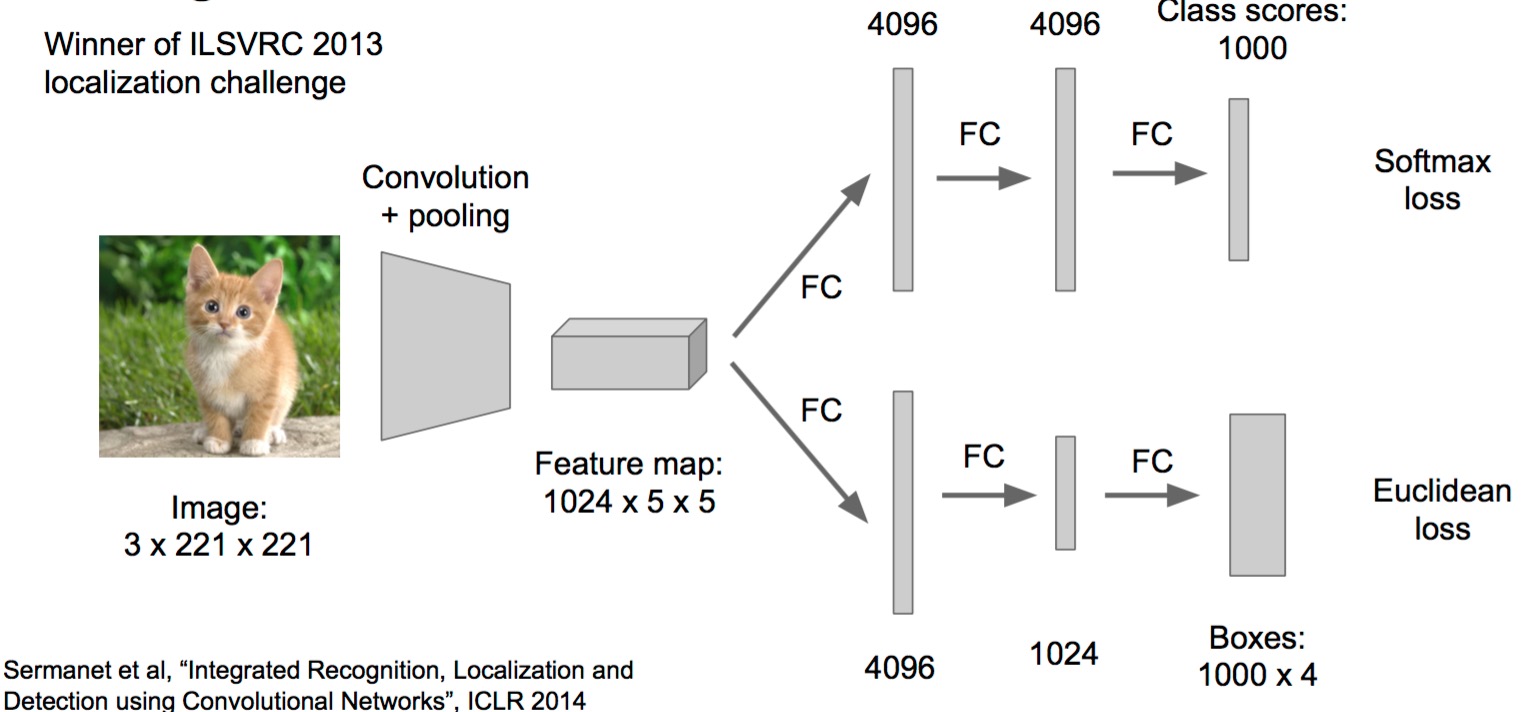 Winner of ILSVRC 2013
localization challenge
4096
4096
Class scores:
1000
FC
FC
Softmax
loss
Convolution
+ pooling
FC
FC
Feature map:
1024 x 5 x 5
Image:
3 x 221 x 221
FC
FC
Euclidean
loss
4096
1024
Boxes:
1000 x 4
Sermanet et al, “Integrated Recognition, Localization and
Detection using Convolutional Networks”, ICLR 2014